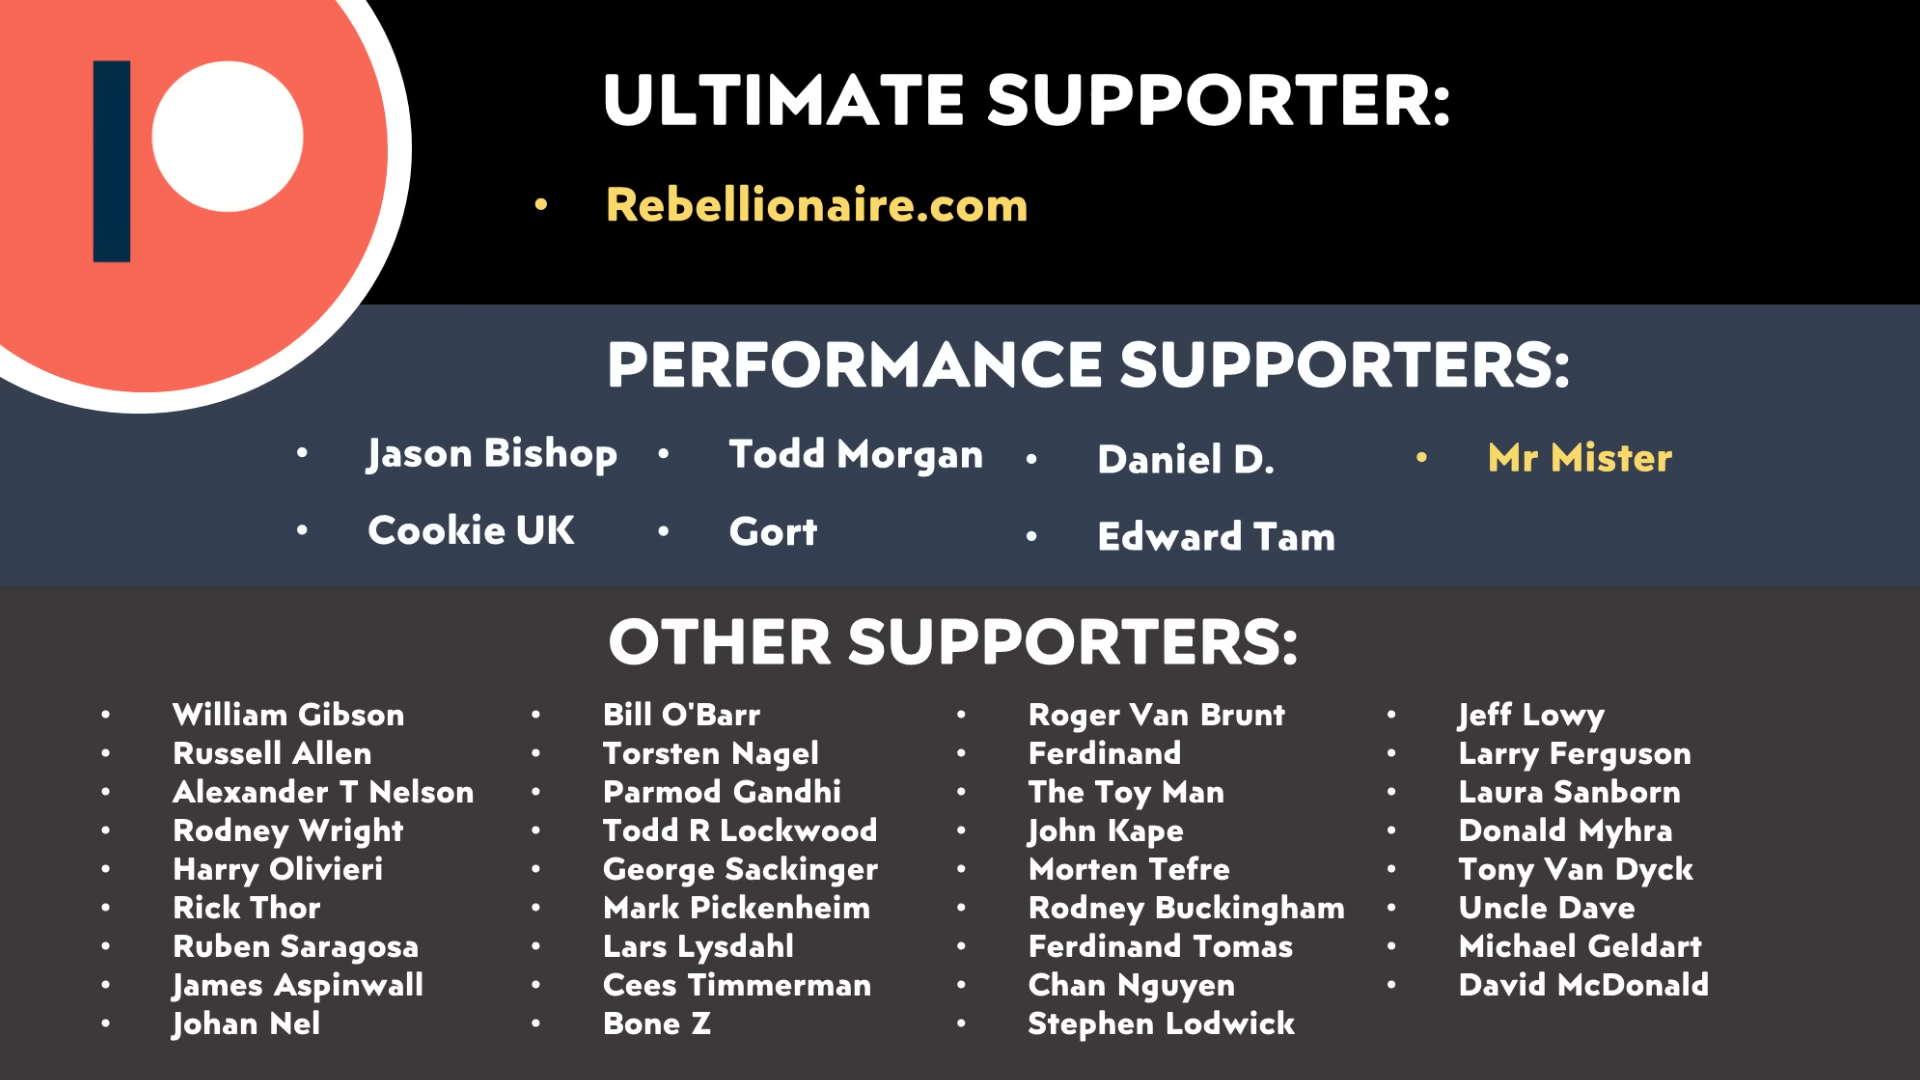 ULTIMATE SUPPORTER:
• Rebellionaire.com
PERFORMANCE SUPPORTERS:
• Jason Bishop
• Cookie UK
• Todd Morgan
• Gort
• Daniel D.
• Edward Tam
• Mr Mister
OTHER SUPPORTERS:
• William Gibson
• Russell Allen
• Alexander T Nelson
• Rodney Wright
• Harry Olivieri
• Rick Thor
• Ruben Saragosa
• James Aspinwall
• Johan Nel
• Bill O'Barr
• Torsten Nagel
• Parmod Gandhi
• Todd R Lockwood
• George Sackinger
• Mark Pickenheim
• Lars Lysdahl
• Cees Timmerman
• Bone Z
• Roger Van Brunt
• Ferdinand
• The Toy Man
• John Kape
• Morten Tefre
• Rodney Buckingham
• Ferdinand Tomas
• Chan Nguyen
• Stephen Lodwick
• Jeff Lowy
• Larry Ferguson
• Laura Sanborn
• Donald Myhra
• Tony Van Dyck
• Uncle Dave
• Michael Geldart
• David McDonald